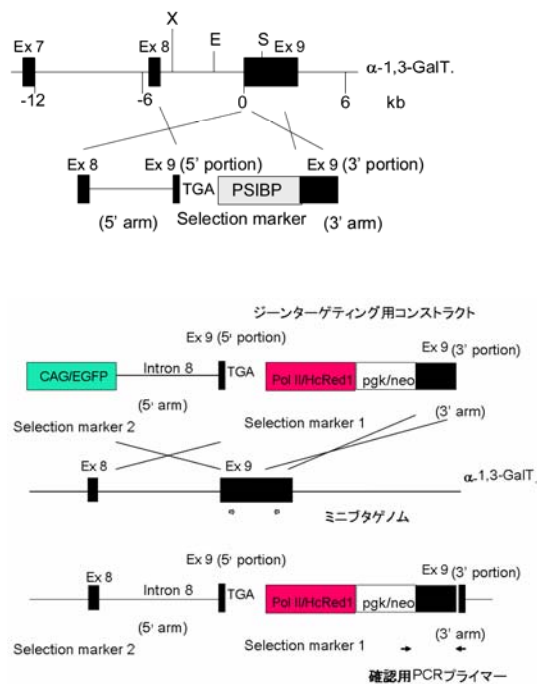 X
Ex 7 Ex 8 E S Ex 9
α-1,3-GalT.
-12 -6 0 6
kb
Ex 8 Ex 9 (5' portion) Ex 9 (3' portion)
TGA PSIBP
(5' arm) Selection marker (3' arm)
ジーンターゲティング用コンストラクト
Ex 9 (5' portion) Ex 9 (3' portion)
CAG/EGFP Intron 8 TGA Pol II/HcRed1 pgk/neo
(5' arm) (3' arm)
Selection marker 2 Selection marker 1
Ex 8 Ex 9
α-1,3-GalT.
ミニブタゲノム
Ex 9 (5' portion) Ex 9 (3' portion)
Ex 8 Intron 8 TGA Pol II/HcRed1 pgk/neo
(5' arm) (3' arm)
Selection marker 2 Selection marker 1
確認用PCRプライマー